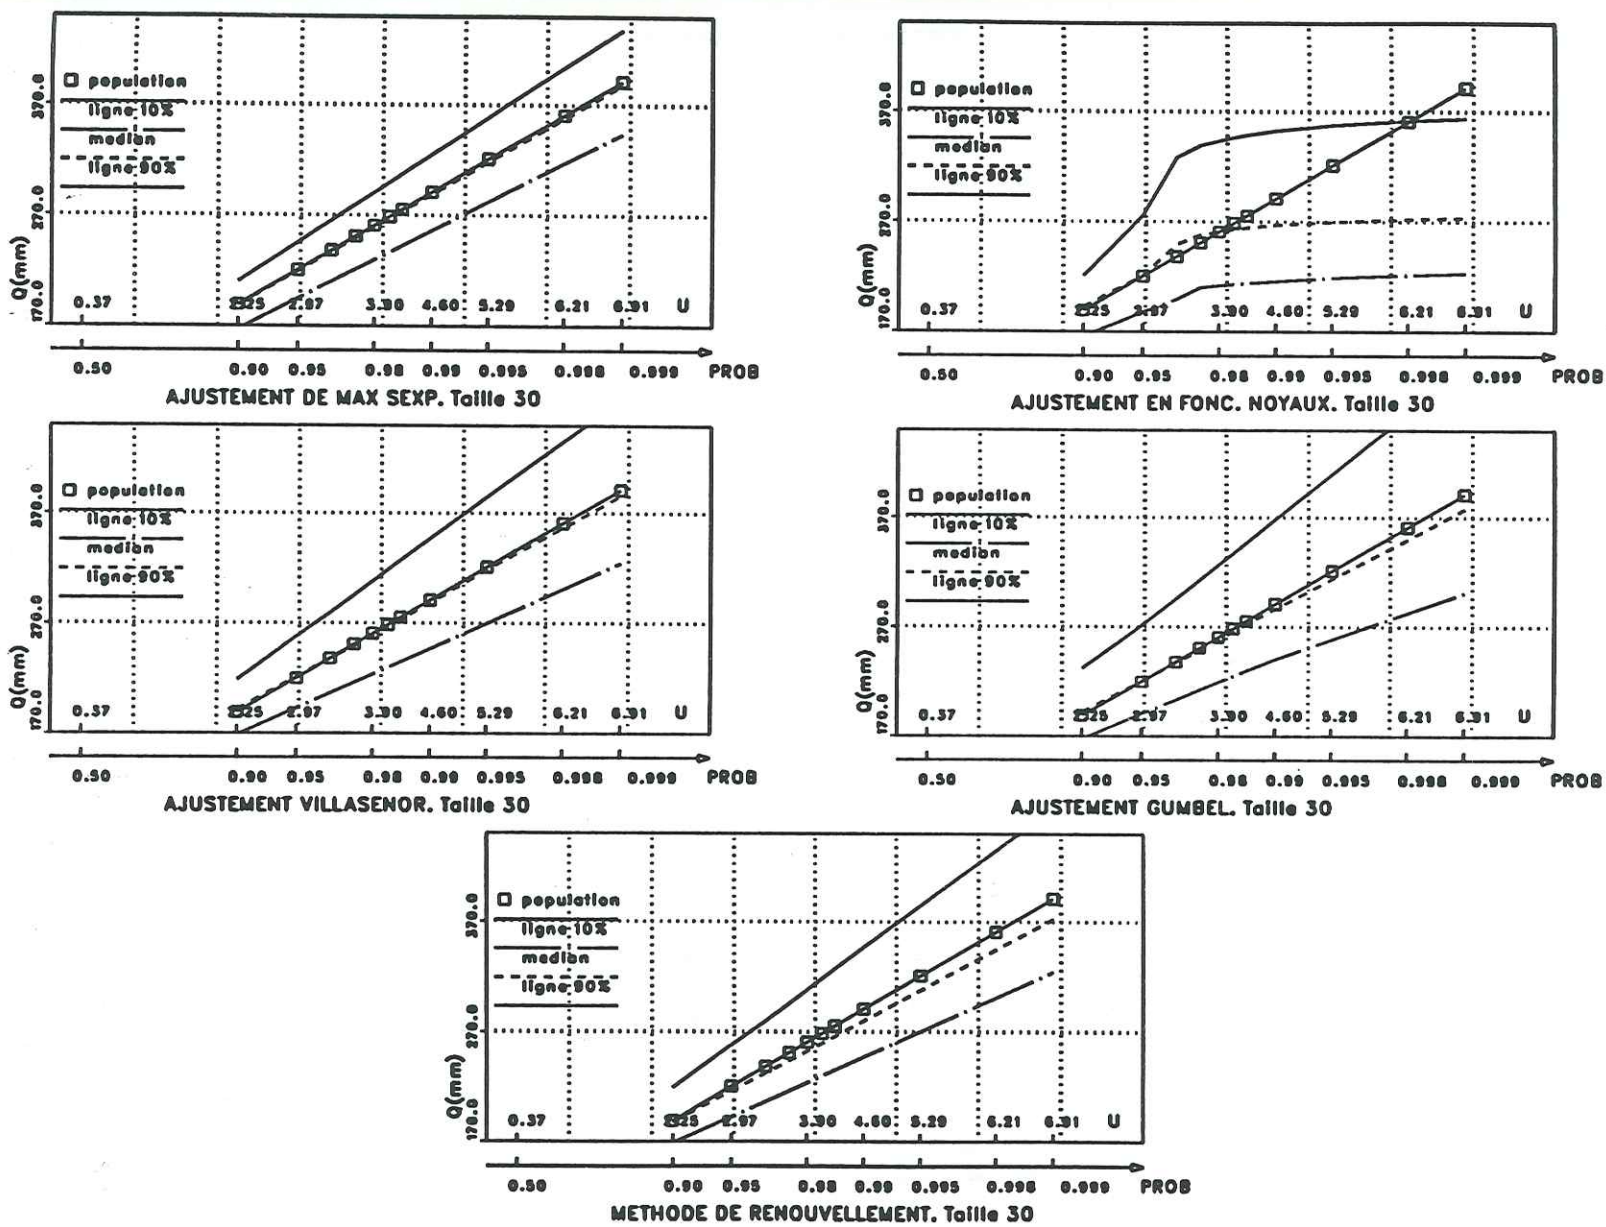 population
ligne 10%
median
ligne 90%
370.0
270.0
170.0
Q(mm)
0.37 2.25 2.97 3.90 4.60 5.29 6.21 6.91 U
0.50 0.90 0.95 0.98 0.99 0.995 0.998 0.999 PROB
AJUSTEMENT DE MAX SEXP. Taille 30
population
ligne 10%
median
ligne 90%
370.0
270.0
170.0
Q(mm)
0.37 2.25 2.97 3.90 4.60 5.29 6.21 6.91 U
0.50 0.90 0.95 0.98 0.99 0.995 0.998 0.999 PROB
AJUSTEMENT EN FONC. NOYAUX. Taille 30
population
ligne 10%
median
ligne 90%
370.0
270.0
170.0
Q(mm)
0.37 2.25 2.97 3.90 4.60 5.29 6.21 6.91 U
0.50 0.90 0.95 0.98 0.99 0.995 0.998 0.999 PROB
AJUSTEMENT VILLASENOR. Taille 30
population
ligne 10%
median
ligne 90%
370.0
270.0
170.0
Q(mm)
0.37 2.25 2.97 3.90 4.60 5.29 6.21 6.91 U
0.50 0.90 0.95 0.98 0.99 0.995 0.998 0.999 PROB
AJUSTEMENT GUMBEL. Taille 30
population
ligne 10%
median
ligne 90%
370.0
270.0
170.0
Q(mm)
0.37 2.25 2.97 3.90 4.60 5.29 6.21 6.91 U
0.50 0.90 0.95 0.98 0.99 0.995 0.998 0.999 PROB
METHODE DE RENOUVELLEMENT. Taille 30